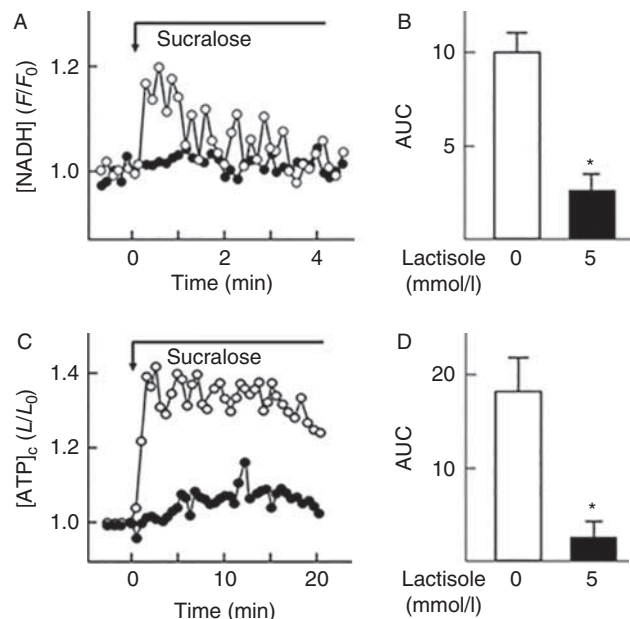 A
Sucralose
[NADH] (F/F₀)
1.2
1.0
0 2 4
Time (min)
B
AUC
10
5
*
Lactisole 0 5
(mmol/l)
C
Sucralose
[ATP]c (L/L₀)
1.4
1.2
1.0
0 10 20
Time (min)
D
AUC
20
10
*
Lactisole 0 5
(mmol/l)